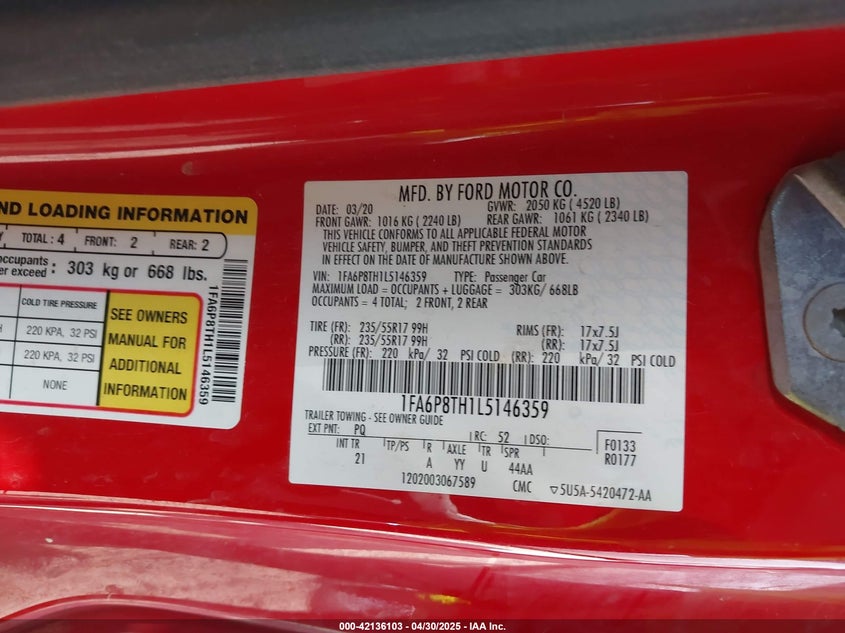 ND LOADING INFORMATION
TOTAL : 4 FRONT: 2 REAR: 2
occupants
er exceed : 303 kg or 668 lbs.
COLD TIRE PRESSURE
220 KPA, 32 PSI
220 KPA, 32 PSI
NONE
SEE OWNERS
MANUAL FOR
ADDITIONAL
INFORMATION
1FA6P8TH1L5146359
MFD. BY FORD MOTOR CO.
DATE: 03/20 GVWR: 2050 KG ( 4520 LB)
FRONT GAWR: 1016 KG ( 2240 LB) REAR GAWR: 1061 KG ( 2340 LB)
THIS VEHICLE CONFORMS TO ALL APPLICABLE FEDERAL MOTOR
VEHICLE SAFETY, BUMPER, AND THEFT PREVENTION STANDARDS
IN EFFECT ON THE DATE OF MANUFACTURE SHOWN ABOVE.
VIN: 1FA6P8TH1L5146359 TYPE: Passenger Car
MAXIMUM LOAD = OCCUPANTS + LUGGAGE = 303KG/ 668LB
OCCUPANTS = 4 TOTAL; 2 FRONT, 2 REAR
TIRE (FR): 235/55R17 99H RIMS (FR): 17x7.5J
(RR): 235/55R17 99H (RR): 17x7.5J
PRESSURE (FR): 220 kPa/ 32 PSI COLD (RR): 220 kPa/ 32 PSI COLD
1FA6P8TH1L5146359
TRAILER TOWING - SEE OWNER GUIDE
EXT PNT: PQ RC: 52 DSO: F0133
INT TR TP/PS R AXLE TR SPR R0177
21 A YY U 44AA
1202003067589 CMC 5U5A-5420472-AA
000-42136103 - 04/30/2025 - IAA Inc.